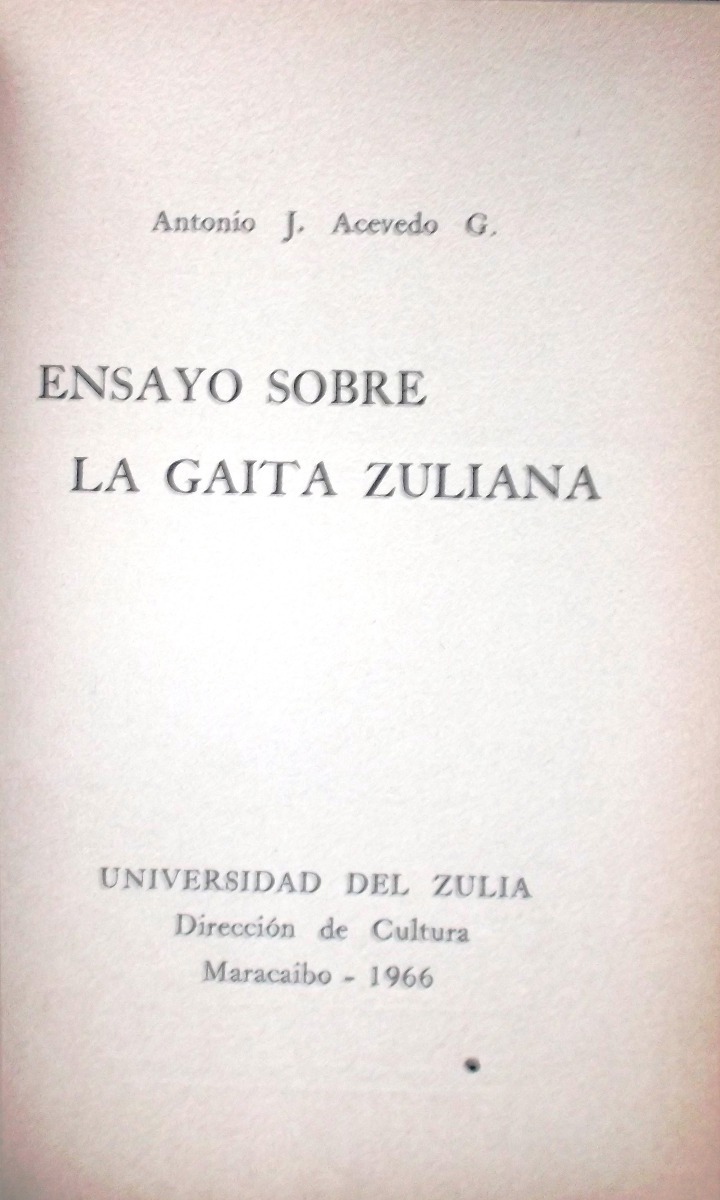 Antonio J. Acevedo G.
ENSAYO SOBRE
LA GAITA ZULIANA
UNIVERSIDAD DEL ZULIA
Dirección de Cultura
Maracaibo - 1966